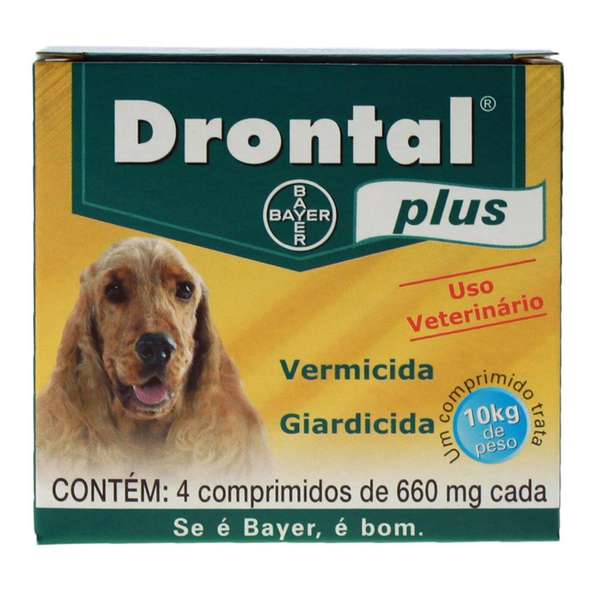 Drontal®
BAYER
BAYER
plus
Uso
Veterinário
Vermicida
Giardicida
Um comprimido trata
10kg
de
peso
CONTÉM: 4 comprimidos de 660 mg cada
Se é Bayer, é bom.